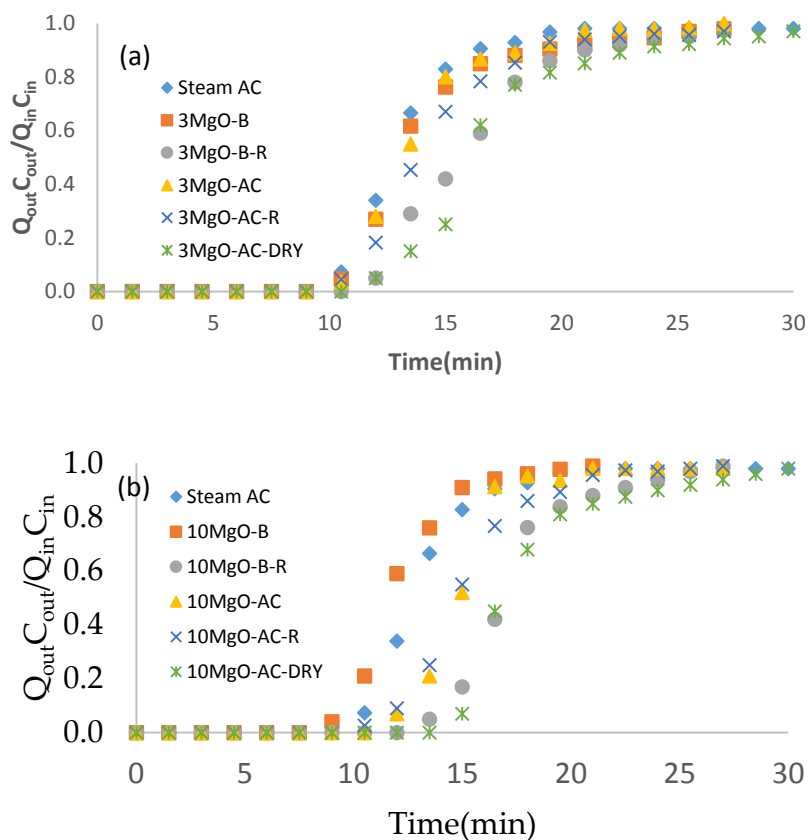 (a)
Q_out C_out/Q_in C_in
1.0
0.8
0.6
0.4
0.2
0.0
Steam AC
3MgO-B
3MgO-B-R
3MgO-AC
3MgO-AC-R
3MgO-AC-DRY
0 5 10 15 20 25 30
Time(min)
(b)
Q_out C_out/Q_in C_in
1.0
0.8
0.6
0.4
0.2
0.0
Steam AC
10MgO-B
10MgO-B-R
10MgO-AC
10MgO-AC-R
10MgO-AC-DRY
0 5 10 15 20 25 30
Time(min)